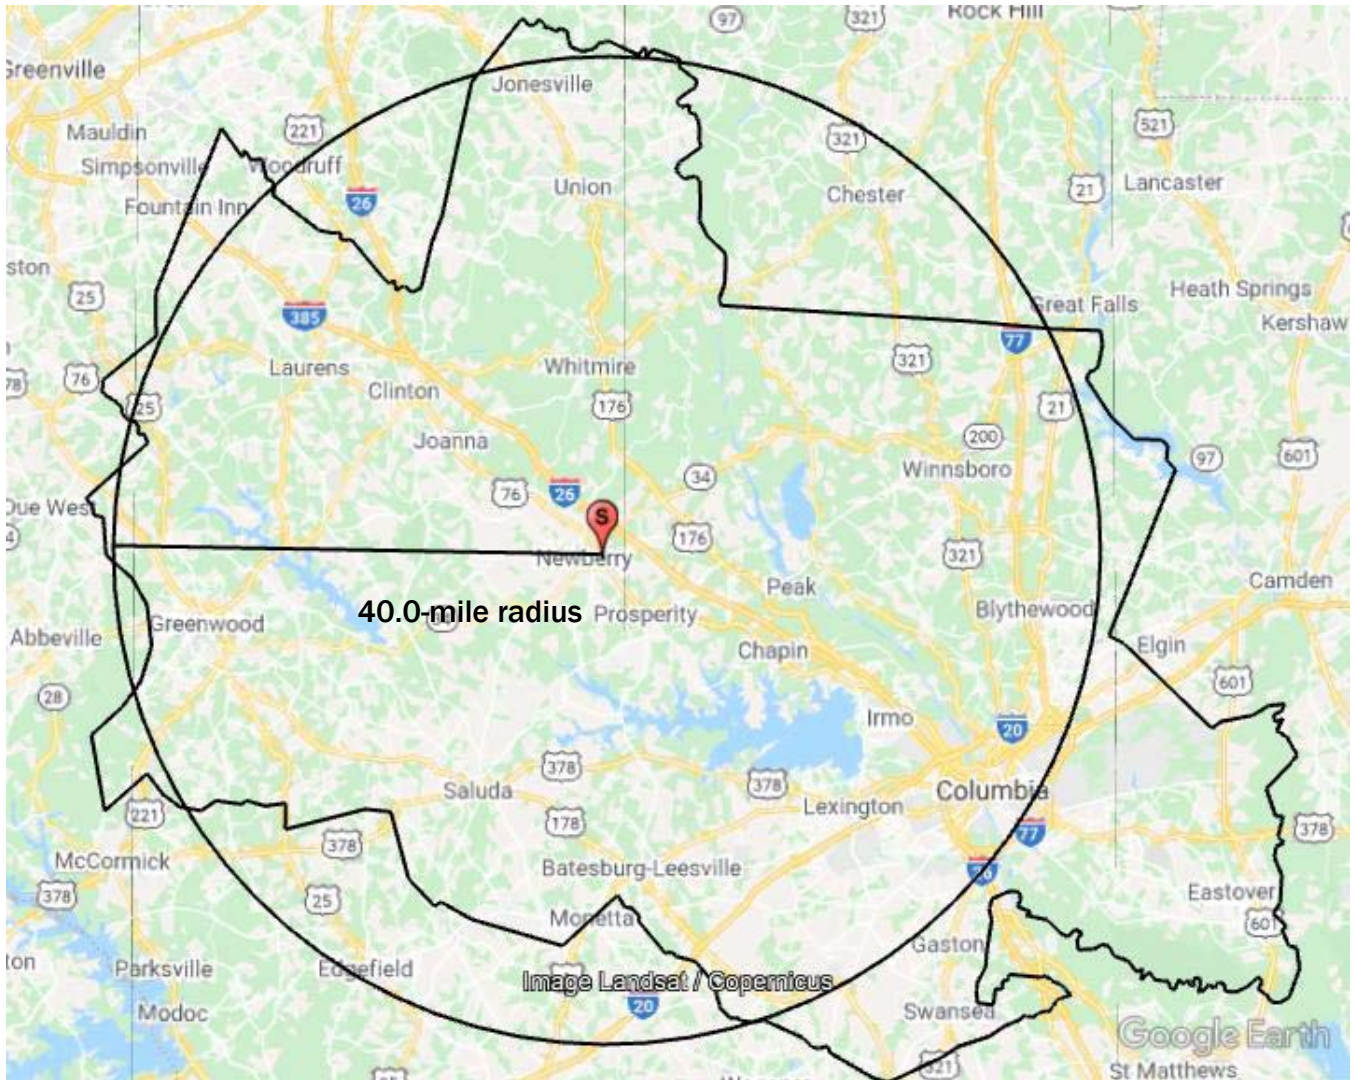 97
321
Rock Hill
Greenville
Jonesville
Mauldin
221
321
521
Simpsonville
Woodruff
Union
Chester
21
Lancaster
26
Fountain Inn
ston
25
Heath Springs
Great Falls
385
Kershaw
77
Laurens
Whitmire
321
76
78
Clinton
25
176
21
Joanna
200
Winnsboro
97
601
34
76
26
S
Due West
176
321
Newberry
Peak
Camden
40.0-mile radius
Prosperity
Blythewood
Greenwood
Abbeville
Chapin
Elgin
28
601
Irmo
20
378
378
Saluda
Lexington
Columbia
221
178
77
378
378
McCormick
Batesburg-Leesville
26
378
25
Eastover
Monetta
601
Gaston
ton
Parksville
Edgefield
Image Landsat / Copernicus
20
Modoc
Swansea
Google Earth
321
St Matthews